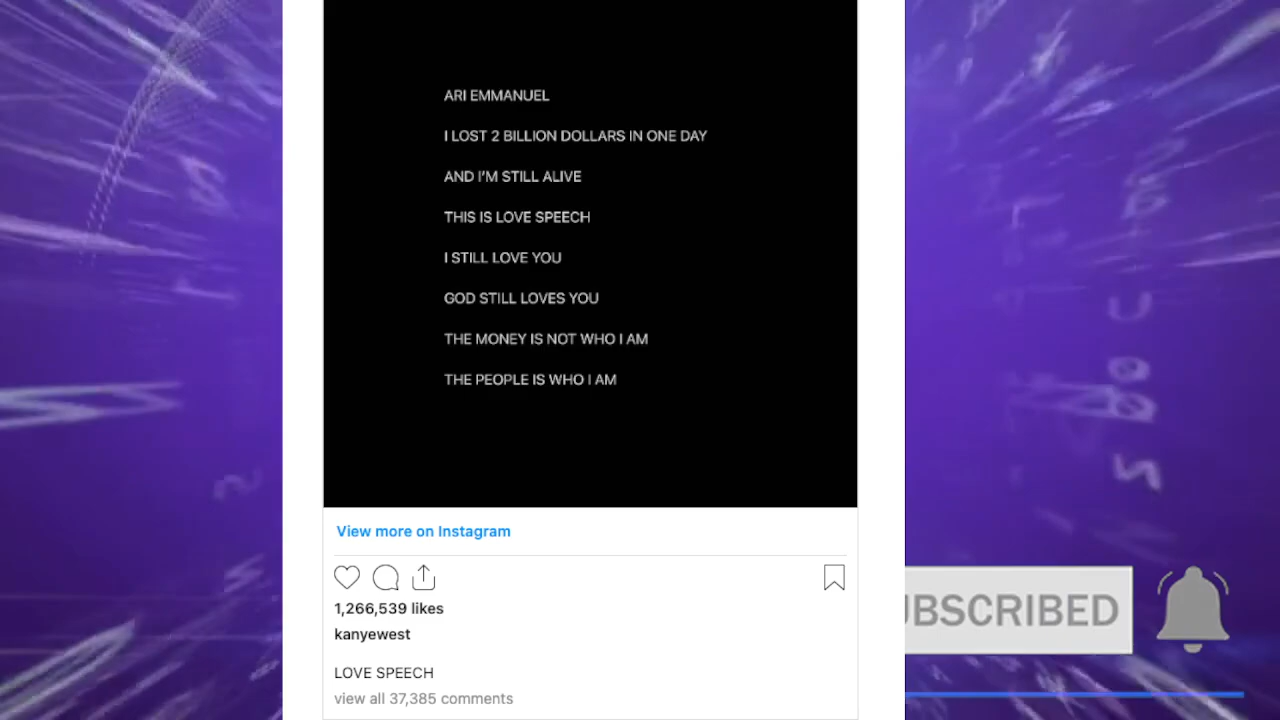 ARI EMMANUEL
I LOST 2 BILLION DOLLARS IN ONE DAY
AND I'M STILL ALIVE
THIS IS LOVE SPEECH
I STILL LOVE YOU
GOD STILL LOVES YOU
THE MONEY IS NOT WHO I AM
THE PEOPLE IS WHO I AM
View more on Instagram
1,266,539 likes
kanyewest
LOVE SPEECH
view all 37,385 comments
UBSCRIBED